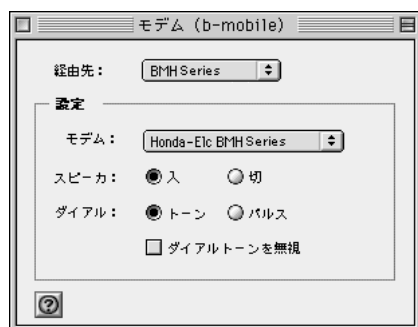 モデム (b-mobile)
経由先： BMH Series
設定
モデム： Honda-Elc BMH Series
スピーカ： 入 切
ダイアル： トーン パルス
ダイアルトーンを無視
?